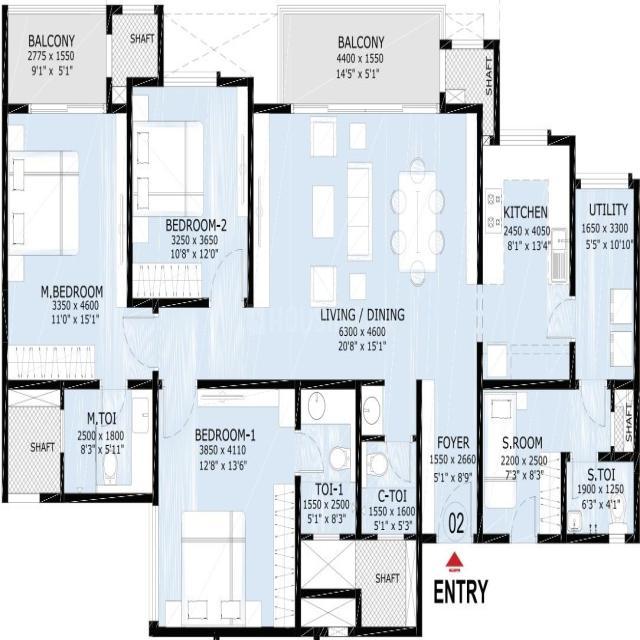 BALCONY
2775 x 1550
9'1" x 5'1"
SHAFT
BALCONY
4400 x 1550
14'5" x 5'1"
SHAFT
BEDROOM-2
3250 x 3650
10'8" x 12'0"
KITCHEN
2450 x 4050
8'1" x 13'4"
UTILITY
1650 x 3300
5'5" x 10'10"
M.BEDROOM
3350 x 4600
11'0" x 15'1"
LIVING / DINING
6300 x 4600
20'8" x 15'1"
M.TOI
2500 x 1800
8'3" x 5'11"
SHAFT
BEDROOM-1
3850 x 4110
12'8" x 13'6"
TOI-1
1550 x 2500
5'1" x 8'3"
C-TOI
1550 x 1600
5'1" x 5'3"
FOYER
1550 x 2660
5'1" x 8'9"
02
S.ROOM
2200 x 2500
7'3" x 8'3"
SHAFT
S.TOI
1900 x 1250
6'3" x 4'1"
SHAFT
ENTRY